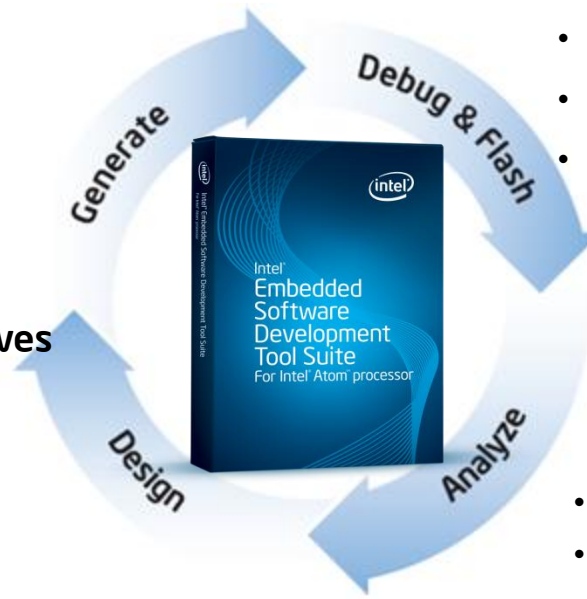 Generate
Debug & Flash
•
•
•
intel
Intel®
Embedded
Software
Development
Tool Suite
For Intel® Atom™ processor
Intel® Embedded Software Development Tool Suite
ves
Design
Analyze
•
•